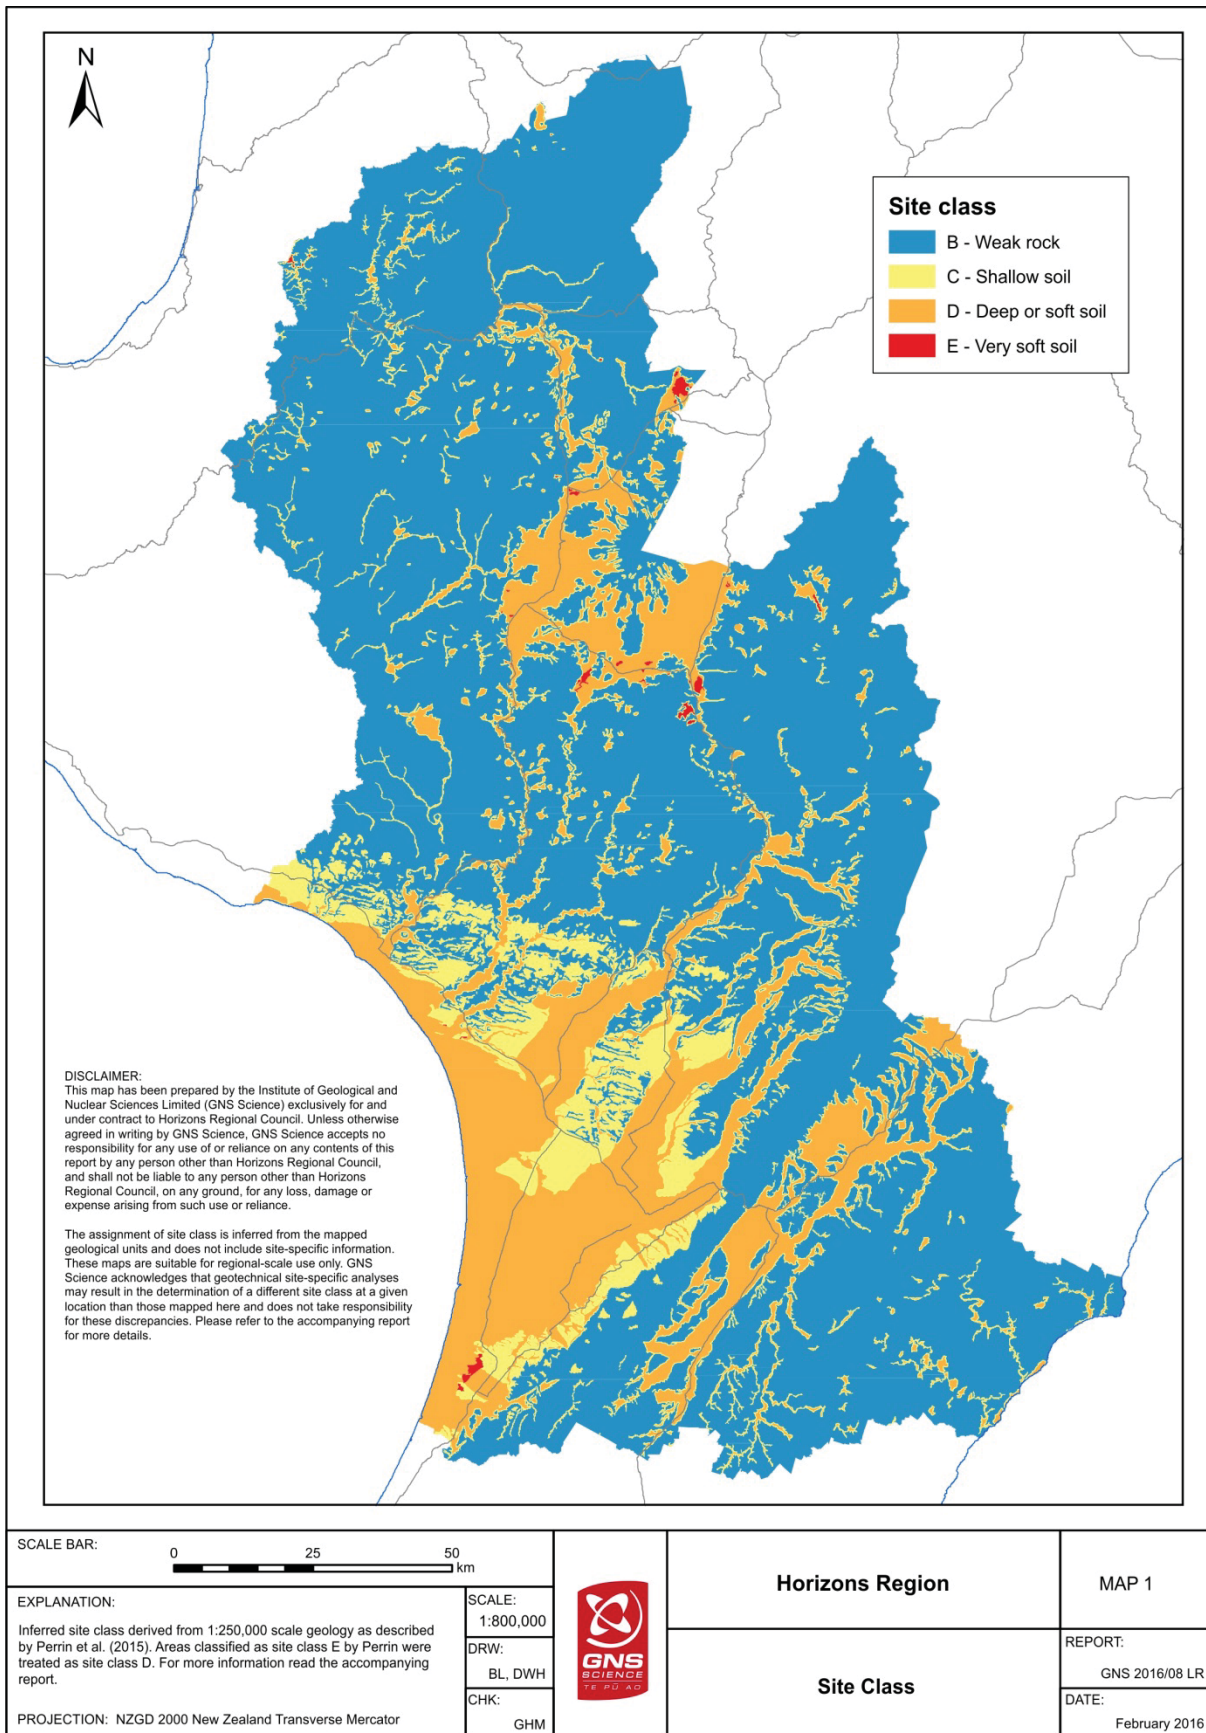 N
Site class
B - Weak rock
C - Shallow soil
D - Deep or soft soil
E - Very soft soil
DISCLAIMER:
This map has been prepared by the Institute of Geological and
Nuclear Sciences Limited (GNS Science) exclusively for and
under contract to Horizons Regional Council. Unless otherwise
agreed in writing by GNS Science, GNS Science accepts no
responsibility for any use of or reliance on any contents of this
report by any person other than Horizons Regional Council,
and shall not be liable to any person other than Horizons
Regional Council, on any ground, for any loss, damage or
expense arising from such use or reliance.
The assignment of site class is inferred from the mapped
geological units and does not include site-specific information.
These maps are suitable for regional-scale use only. GNS
Science acknowledges that geotechnical site-specific analyses
may result in the determination of a different site class at a given
location than those mapped here and does not take responsibility
for these discrepancies. Please refer to the accompanying report
for more details.
SCALE BAR:
0 25 50
km
EXPLANATION:
Inferred site class derived from 1:250,000 scale geology as described
by Perrin et al. (2015). Areas classified as site class E by Perrin were
treated as site class D. For more information read the accompanying
report.
PROJECTION: NZGD 2000 New Zealand Transverse Mercator
SCALE:
1:800,000
DRW:
BL, DWH
CHK:
GHM
GNS
SCIENCE
TE PŪ AO
Horizons Region
Site Class
MAP 1
REPORT:
GNS 2016/08 LR
DATE:
February 2016